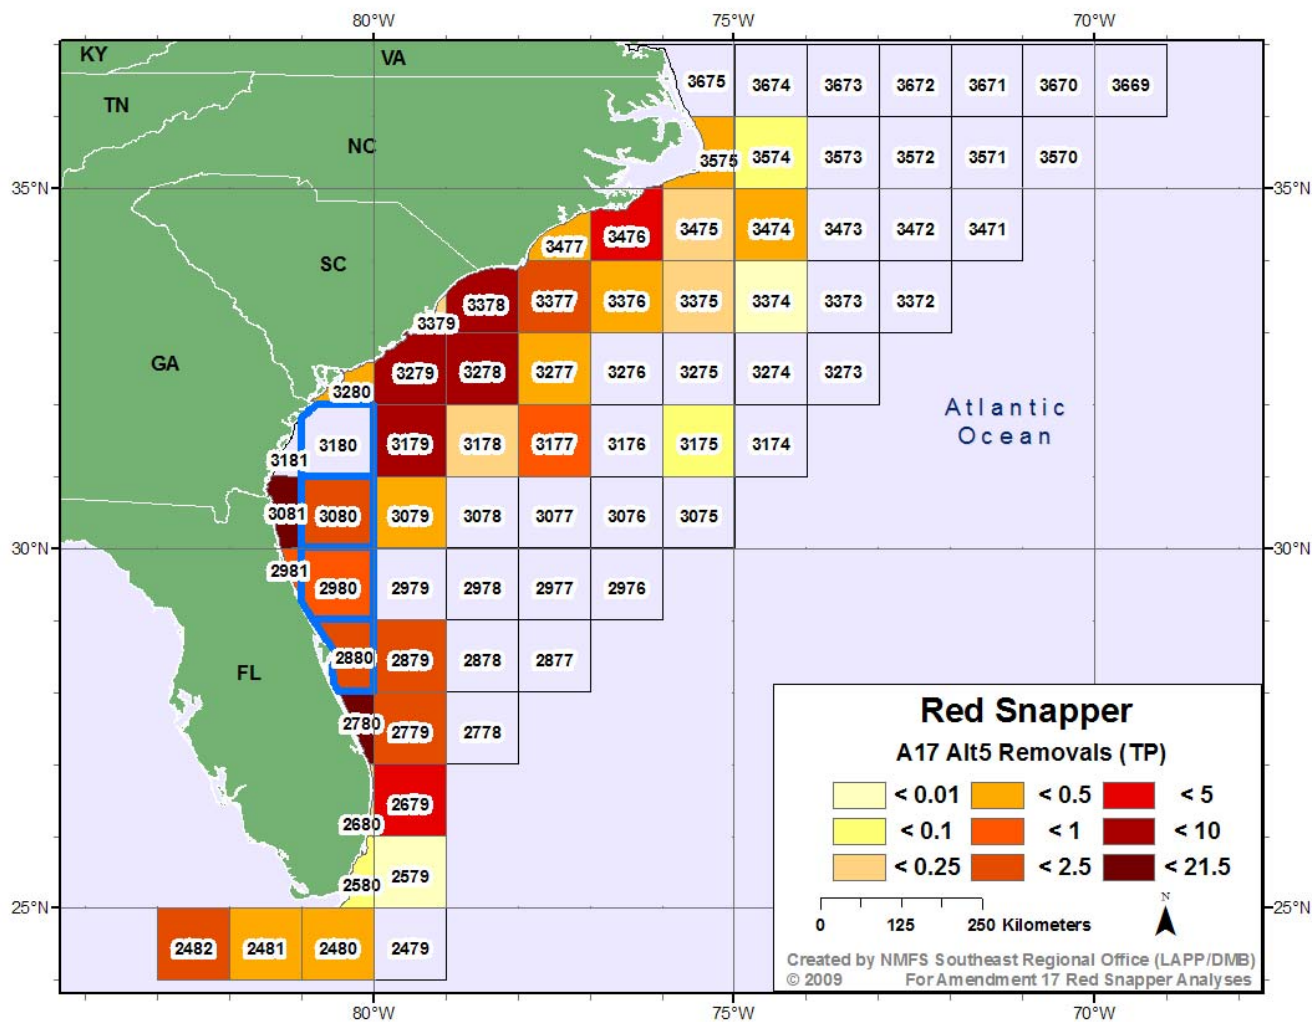 80°W 75°W 70°W
KY VA
3675 3674 3673 3672 3671 3670 3669
TN
NC
3575 3574 3573 3572 3571 3570
35°N 35°N
3477 3476 3475 3474 3473 3472 3471
SC
3379 3378 3377 3376 3375 3374 3373 3372
GA
3280 3279 3278 3277 3276 3275 3274 3273
Atlantic
Ocean
3181 3180 3179 3178 3177 3176 3175 3174
3081 3080 3079 3078 3077 3076 3075
30°N 30°N
2981 2980 2979 2978 2977 2976
FL
2880 2879 2878 2877
2780 2779 2778
2680 2679
2580 2579
25°N 25°N
2482 2481 2480 2479
Red Snapper
A17 Alt5 Removals (TP)
< 0.01 < 0.5 < 5
< 0.1 < 1 < 10
< 0.25 < 2.5 < 21.5
N
0 125 250 Kilometers
Created by NMFS Southeast Regional Office (LAPP/DMB)
© 2009 For Amendment 17 Red Snapper Analyses
80°W 75°W 70°W